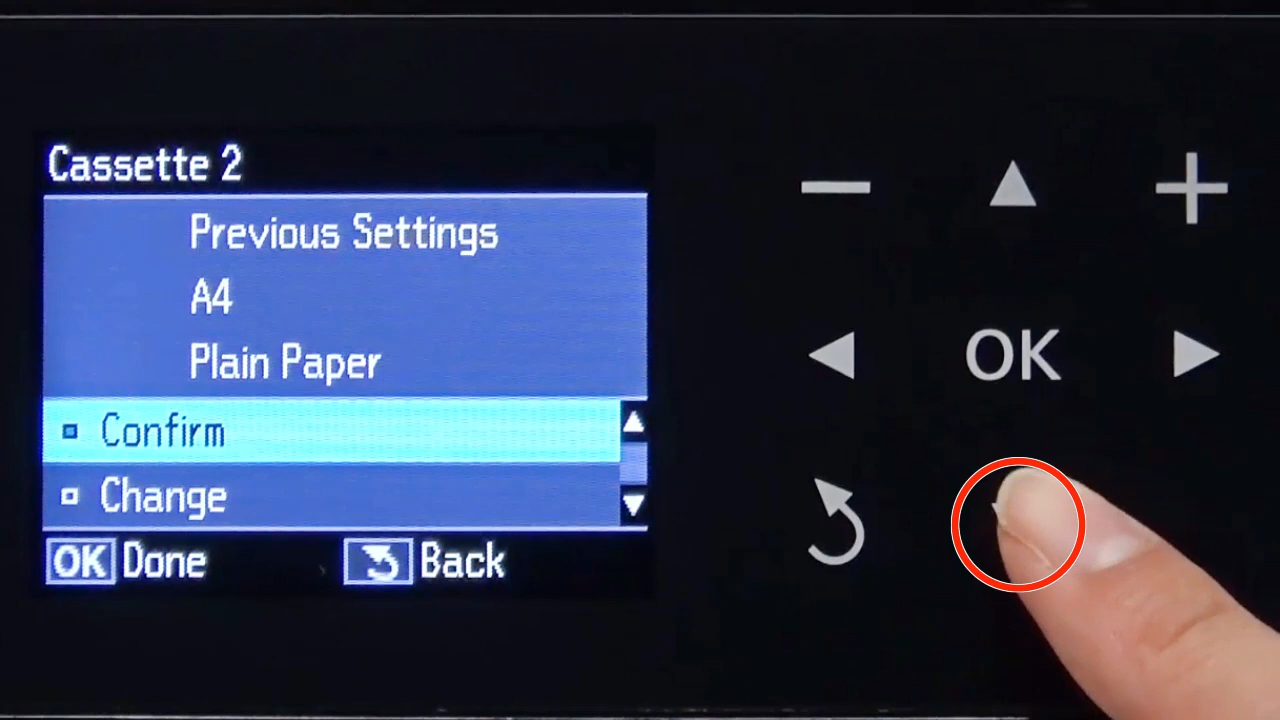 Cassette 2
Previous Settings
A4
Plain Paper
Confirm
Change
OK Done
Back
OK